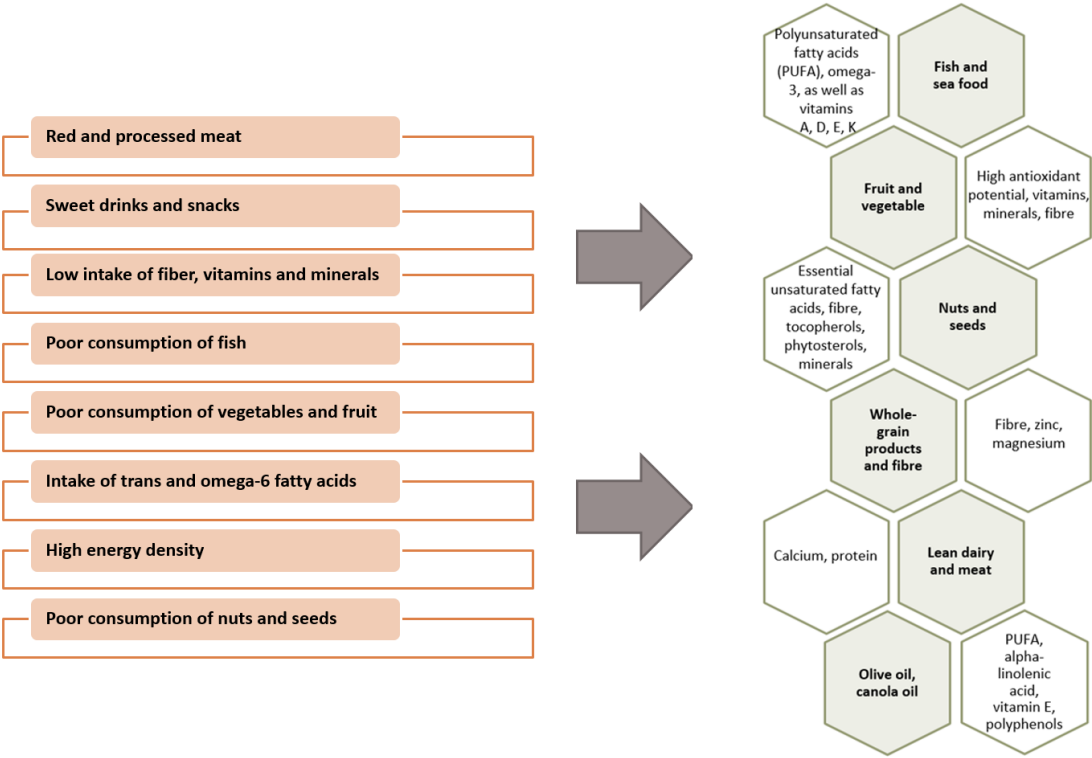 Red and processed meat
Sweet drinks and snacks
Low intake of fiber, vitamins and minerals
Poor consumption of fish
Poor consumption of vegetables and fruit
Intake of trans and omega-6 fatty acids
High energy density
Poor consumption of nuts and seeds
Polyunsaturated
fatty acids
(PUFA), omega-
3, as well as
vitamins
A, D, E, K
Fish and
sea food
Fruit and
vegetable
High antioxidant
potential, vitamins,
minerals, fibre
Essential
unsaturated fatty
acids, fibre,
tocopherols,
phytosterols,
minerals
Nuts and
seeds
Whole-
grain
products
and fibre
Fibre, zinc,
magnesium
Calcium, protein
Lean dairy
and meat
Olive oil,
canola oil
PUFA,
alpha-
linolenic
acid,
vitamin E,
polyphenols